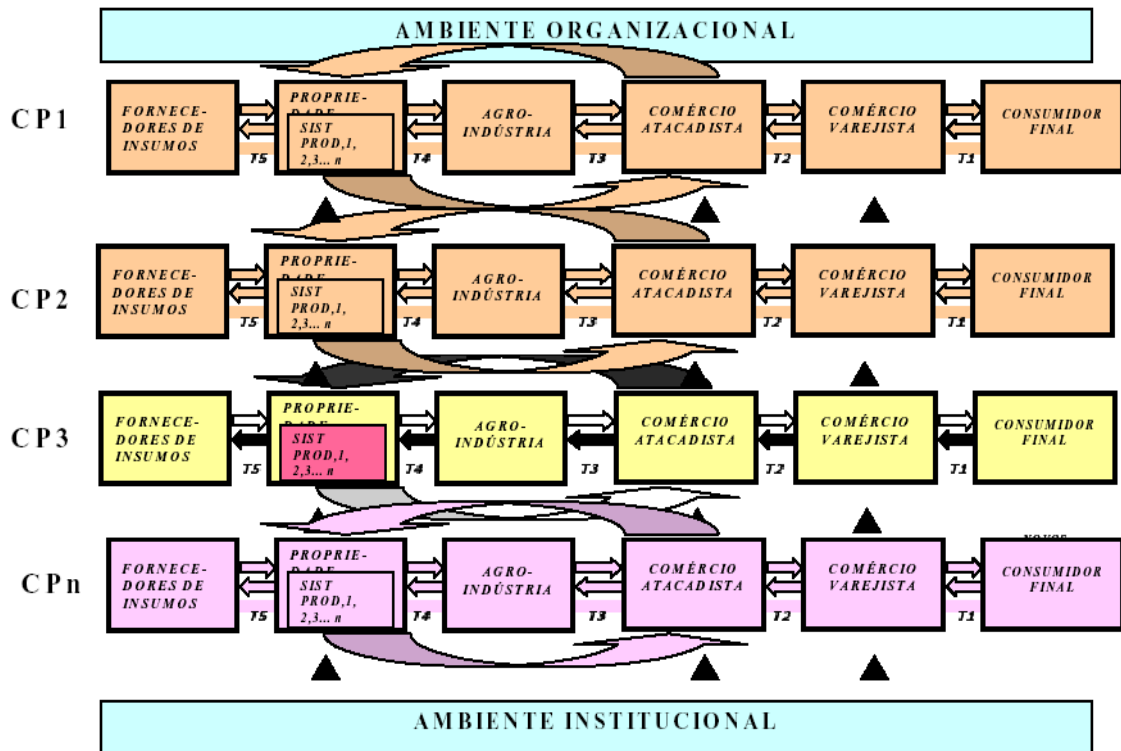 AMBIENTE ORGANIZACIONAL
CP1
FORNECE-
DORES DE
INSUMOS
T5
PROPRIE-
DADE
SIST
PROD,1,
2,3... n
T4
AGRO-
INDÚSTRIA
T3
COMÉRCIO
ATACADISTA
T2
COMÉRCIO
VAREJISTA
T1
CONSUMIDOR
FINAL
CP2
FORNECE-
DORES DE
INSUMOS
T5
PROPRIE-
DADE
SIST
PROD,1,
2,3... n
T4
AGRO-
INDÚSTRIA
T3
COMÉRCIO
ATACADISTA
T2
COMÉRCIO
VAREJISTA
T1
CONSUMIDOR
FINAL
CP3
FORNECE-
DORES DE
INSUMOS
T5
PROPRIE-
DADE
SIST
PROD,1,
2,3... n
T4
AGRO-
INDÚSTRIA
T3
COMÉRCIO
ATACADISTA
T2
COMÉRCIO
VAREJISTA
T1
CONSUMIDOR
FINAL
CPn
FORNECE-
DORES DE
INSUMOS
T5
PROPRIE-
DADE
SIST
PROD,1,
2,3... n
T4
AGRO-
INDÚSTRIA
T3
COMÉRCIO
ATACADISTA
T2
COMÉRCIO
VAREJISTA
T1
CONSUMIDOR
FINAL
AMBIENTE INSTITUCIONAL